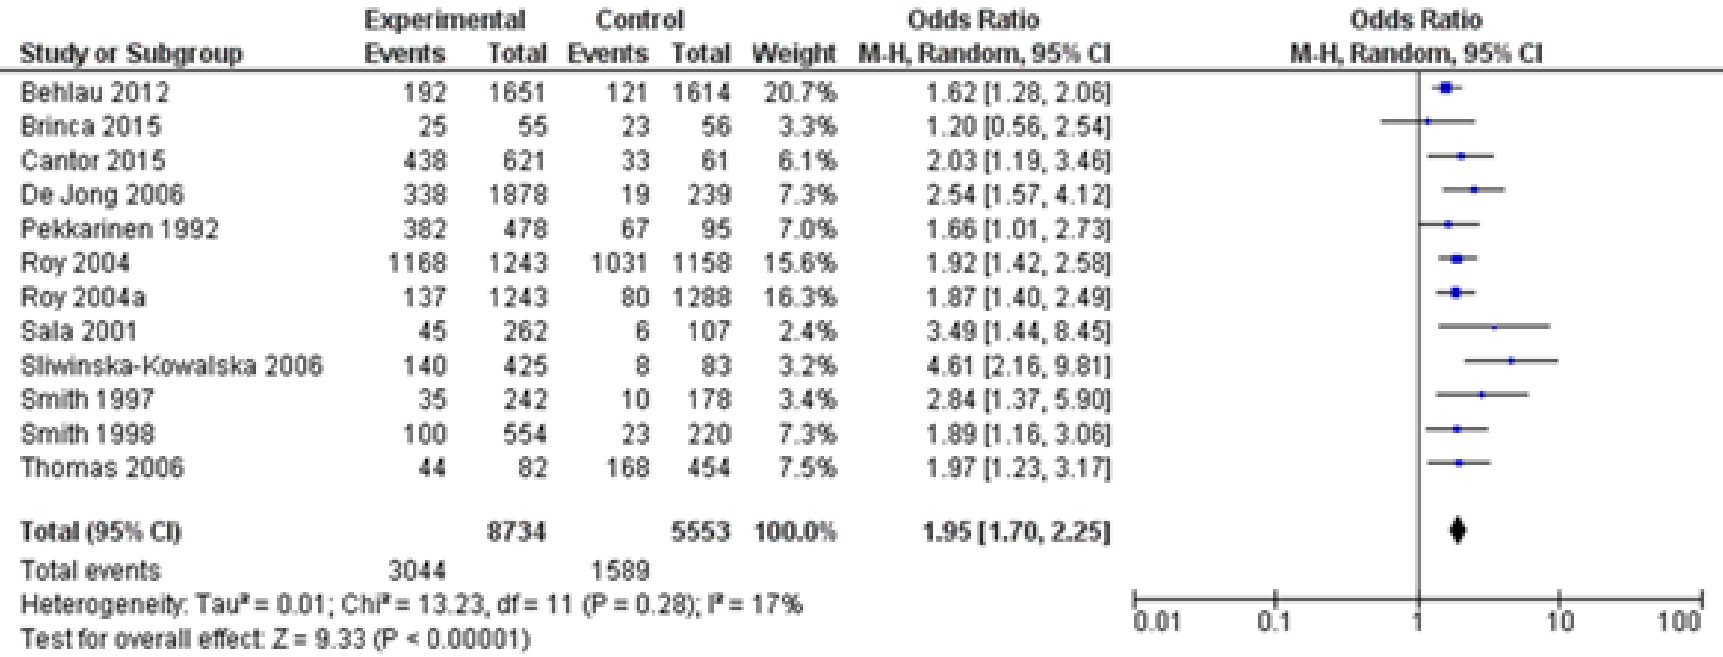 Experimental Control Odds Ratio Odds Ratio
Study or Subgroup Events Total Events Total Weight M-H, Random, 95% CI M-H, Random, 95% CI
Behlau 2012 192 1651 121 1614 20.7% 1.62 [1.28, 2.06]
Brinca 2015 25 55 23 56 3.3% 1.20 [0.56, 2.54]
Cantor 2015 438 621 33 61 6.1% 2.03 [1.19, 3.46]
De Jong 2006 338 1878 19 239 7.3% 2.54 [1.57, 4.12]
Pekkarinen 1992 382 478 67 95 7.0% 1.66 [1.01, 2.73]
Roy 2004 1168 1243 1031 1158 15.6% 1.92 [1.42, 2.58]
Roy 2004a 137 1243 80 1288 16.3% 1.87 [1.40, 2.49]
Sala 2001 45 262 6 107 2.4% 3.49 [1.44, 8.45]
Sliwinska-Kowalska 2006 140 425 8 83 3.2% 4.61 [2.16, 9.81]
Smith 1997 35 242 10 178 3.4% 2.84 [1.37, 5.90]
Smith 1998 100 554 23 220 7.3% 1.89 [1.16, 3.06]
Thomas 2006 44 82 168 454 7.5% 1.97 [1.23, 3.17]
Total (95% CI) 8734 5553 100.0% 1.95 [1.70, 2.25]
Total events 3044 1589
Heterogeneity: Tau² = 0.01; Chi² = 13.23, df = 11 (P = 0.28); I² = 17%
Test for overall effect: Z = 9.33 (P < 0.00001)
0.01 0.1 1 10 100